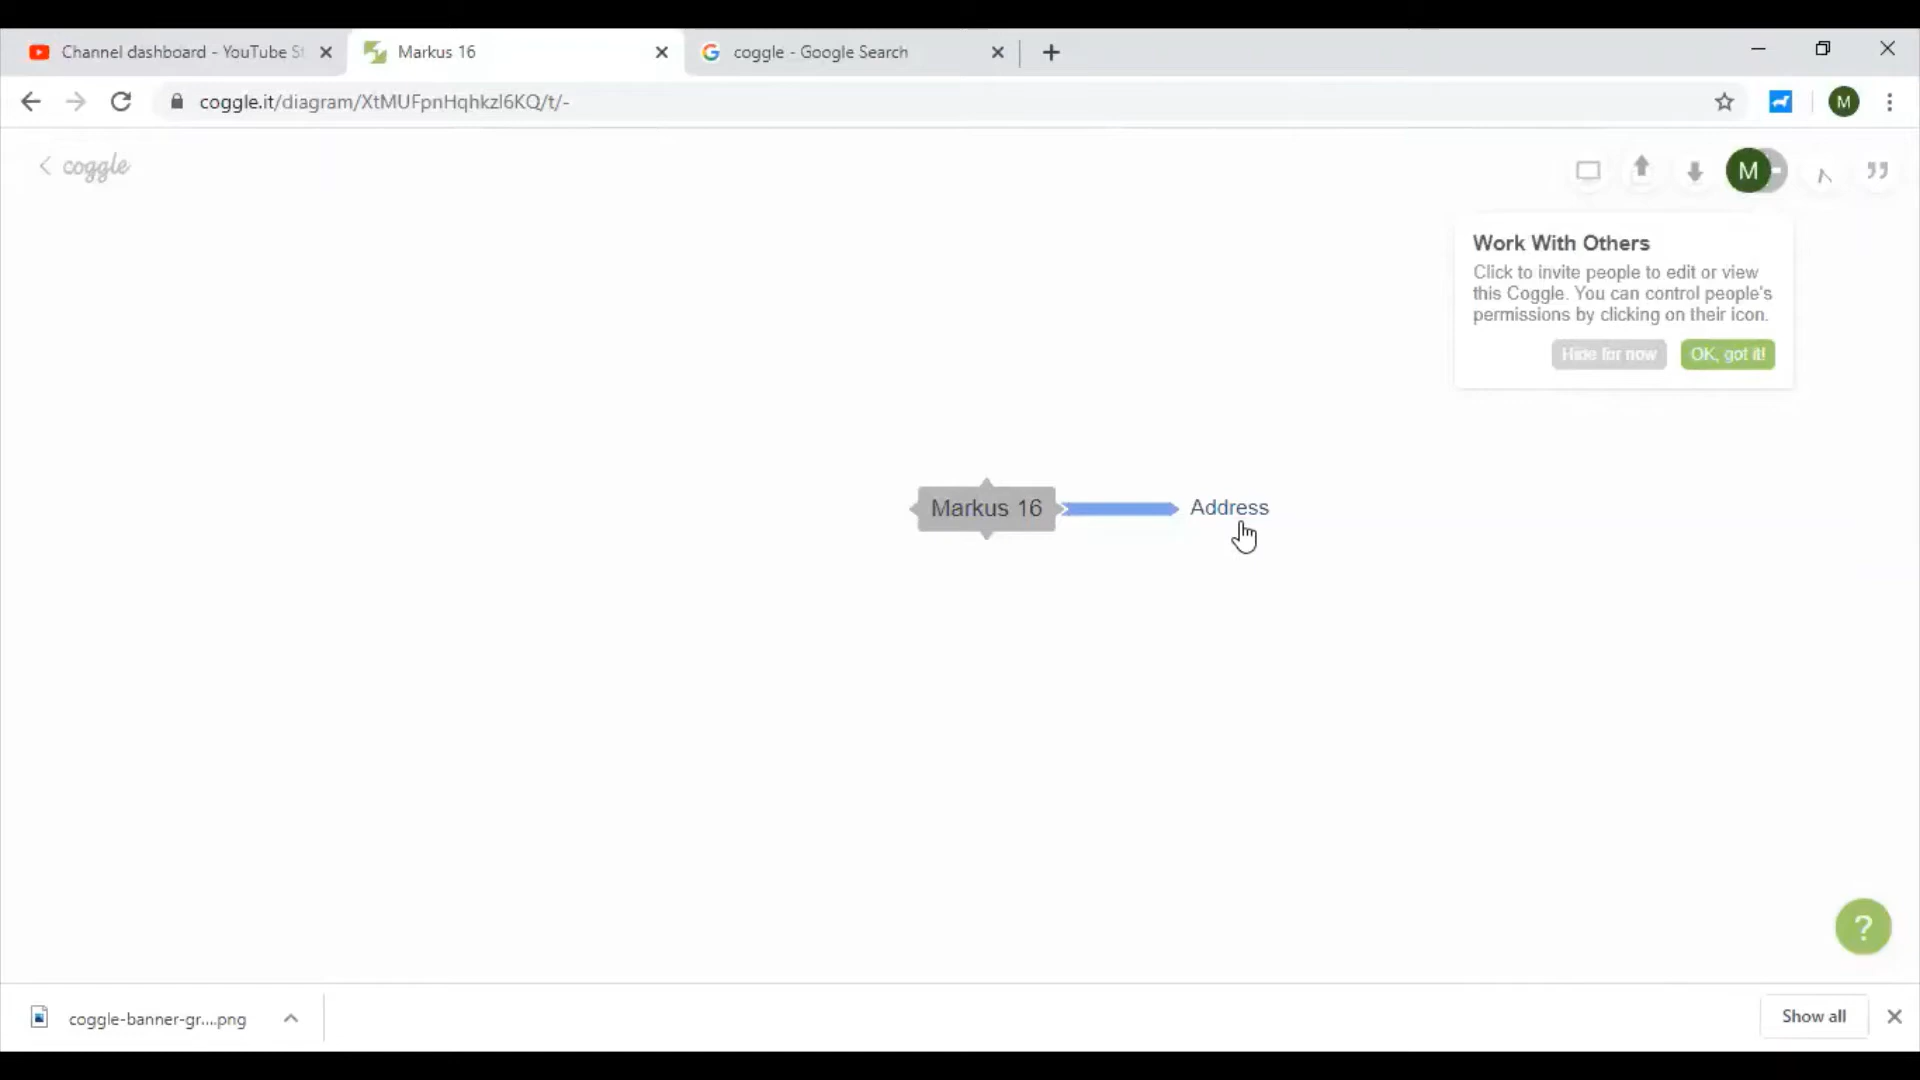 Channel dashboard - YouTube St
Markus 16
coggle - Google Search
coggle.it/diagram/XtMUFpnHqhkzl6KQ/t/-
M
coggle
M
Work With Others
Click to invite people to edit or view
this Coggle. You can control people's
permissions by clicking on their icon.
Hide for now
OK, got it!
Markus 16
Address
?
coggle-banner-gr....png
Show all